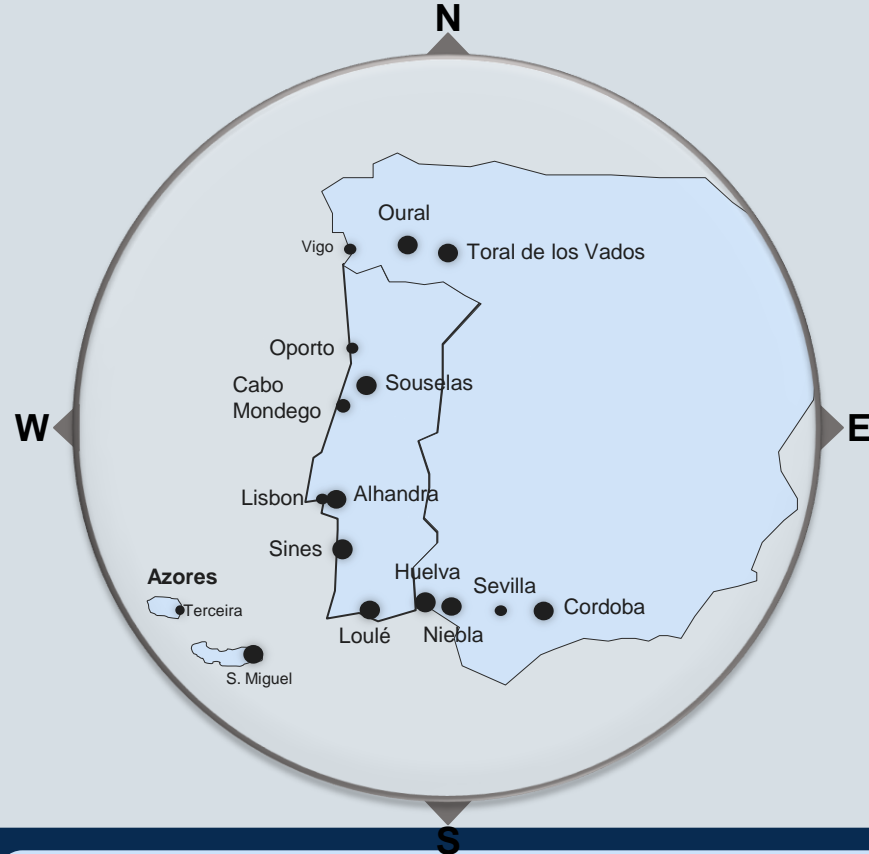 N
Oural
Vigo
Toral de los Vados
Oporto
Cabo
Mondego
Souselas
W
E
Lisbon
Alhandra
Sines
Huelva
Azores
Sevilla
Terceira
Cordoba
Loulé
Niebla
S. Miguel
S